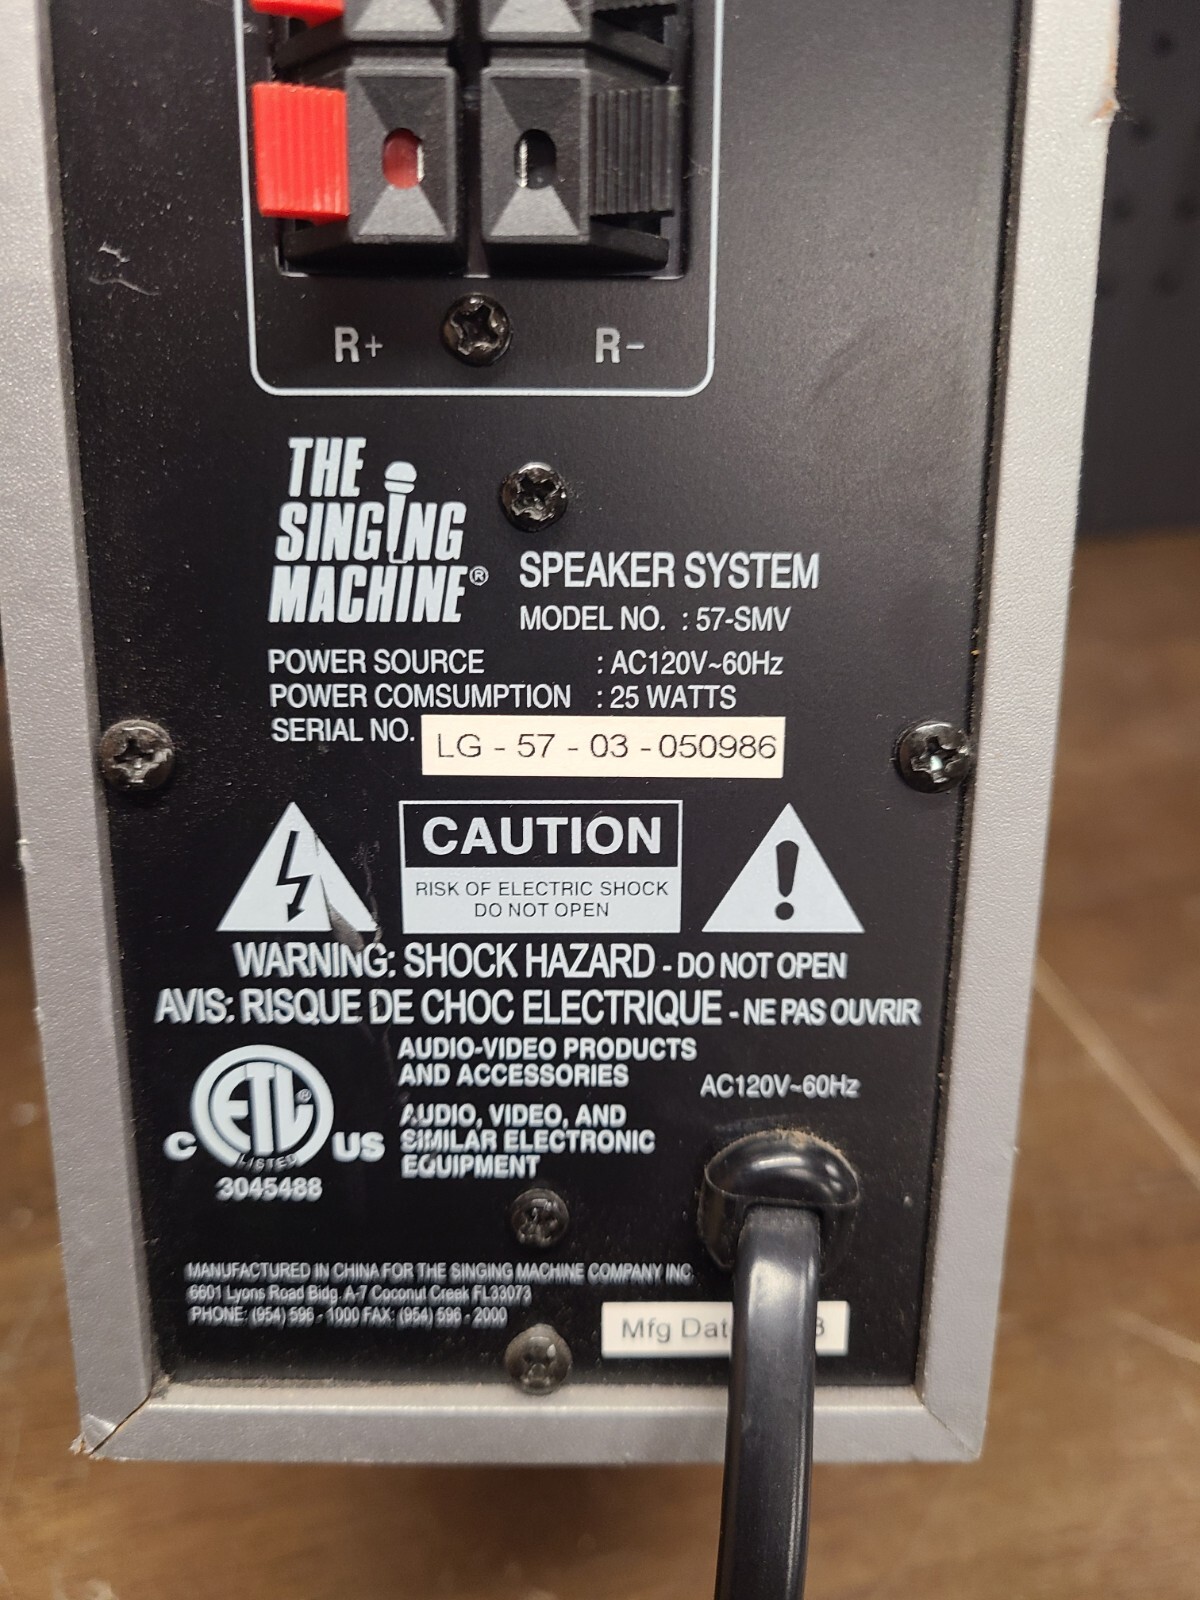 R+ R-
THE
SINGING
MACHINE®
SPEAKER SYSTEM
MODEL NO. : 57-SMV
POWER SOURCE : AC120V~60Hz
POWER COMSUMPTION : 25 WATTS
SERIAL NO. LG - 57 - 03 - 050986
CAUTION
RISK OF ELECTRIC SHOCK
DO NOT OPEN
WARNING: SHOCK HAZARD - DO NOT OPEN
AVIS: RISQUE DE CHOC ELECTRIQUE - NE PAS OUVRIR
C ETL® US
LISTED
3045488
AUDIO-VIDEO PRODUCTS
AND ACCESSORIES
AUDIO, VIDEO, AND
SIMILAR ELECTRONIC
EQUIPMENT
AC120V~60Hz
MANUFACTURED IN CHINA FOR THE SINGING MACHINE COMPANY INC.
6601 Lyons Road Bldg. A-7 Coconut Creek FL33073
PHONE: (954) 596 - 1000 FAX: (954) 596 - 2000
Mfg Dat